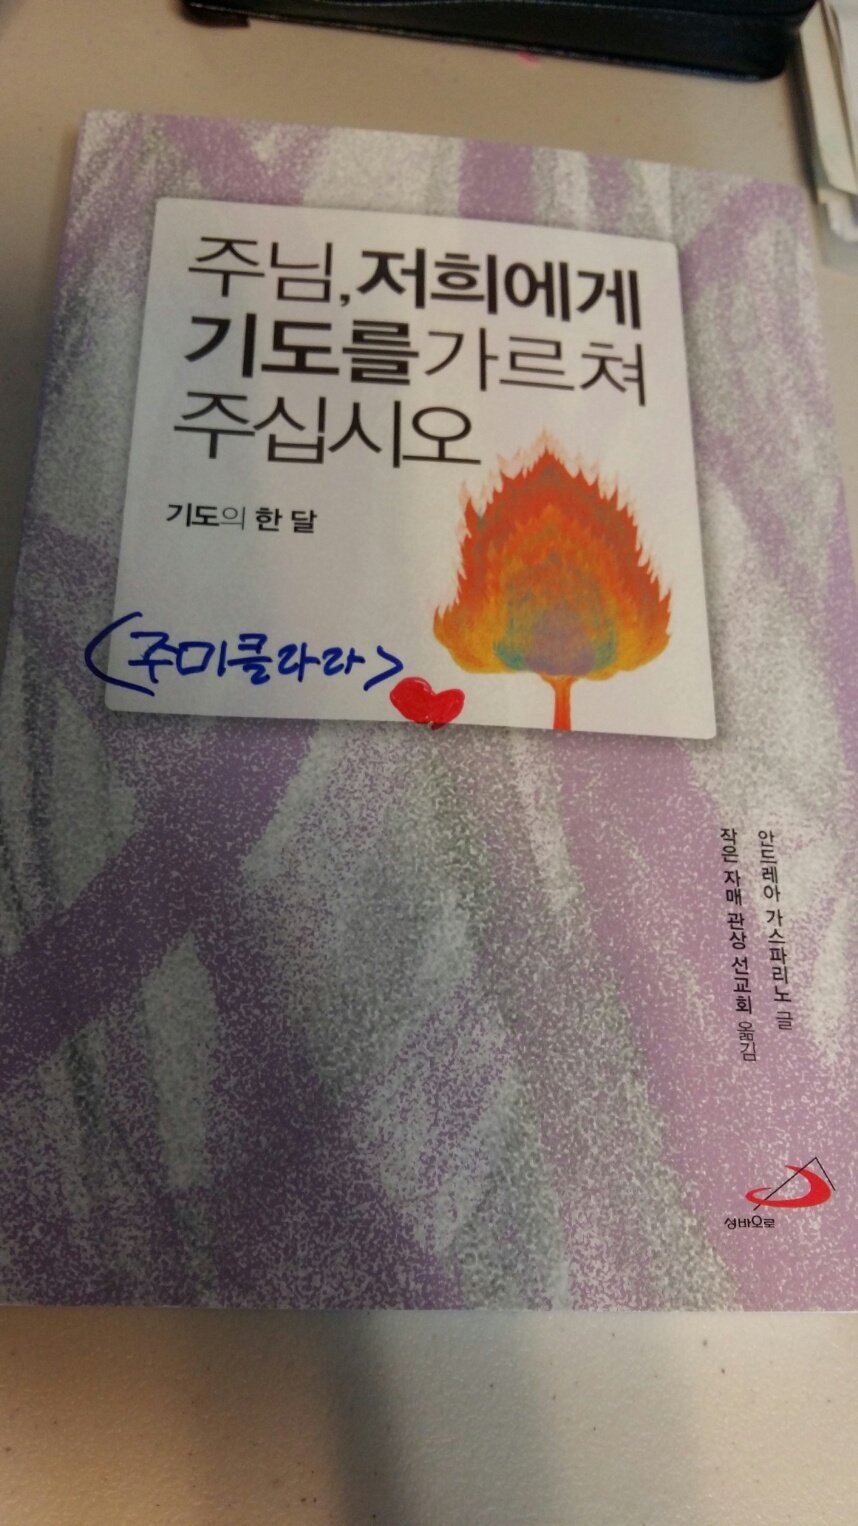 주님, 저희에게
기도를 가르쳐
주십시오
기도의 한 달
<주미클라라>
안드레아 가스파리노 글
작은 자매 관상 선교회 옮김
성바오로